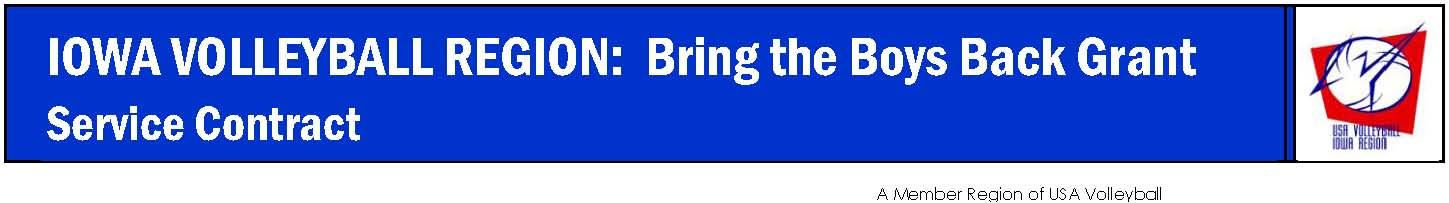 IOWA VOLLEYBALL REGION: Bring the Boys Back Grant
Service Contract
USA VOLLEYBALL
IOWA REGION
A Member Region of USA Volleyball